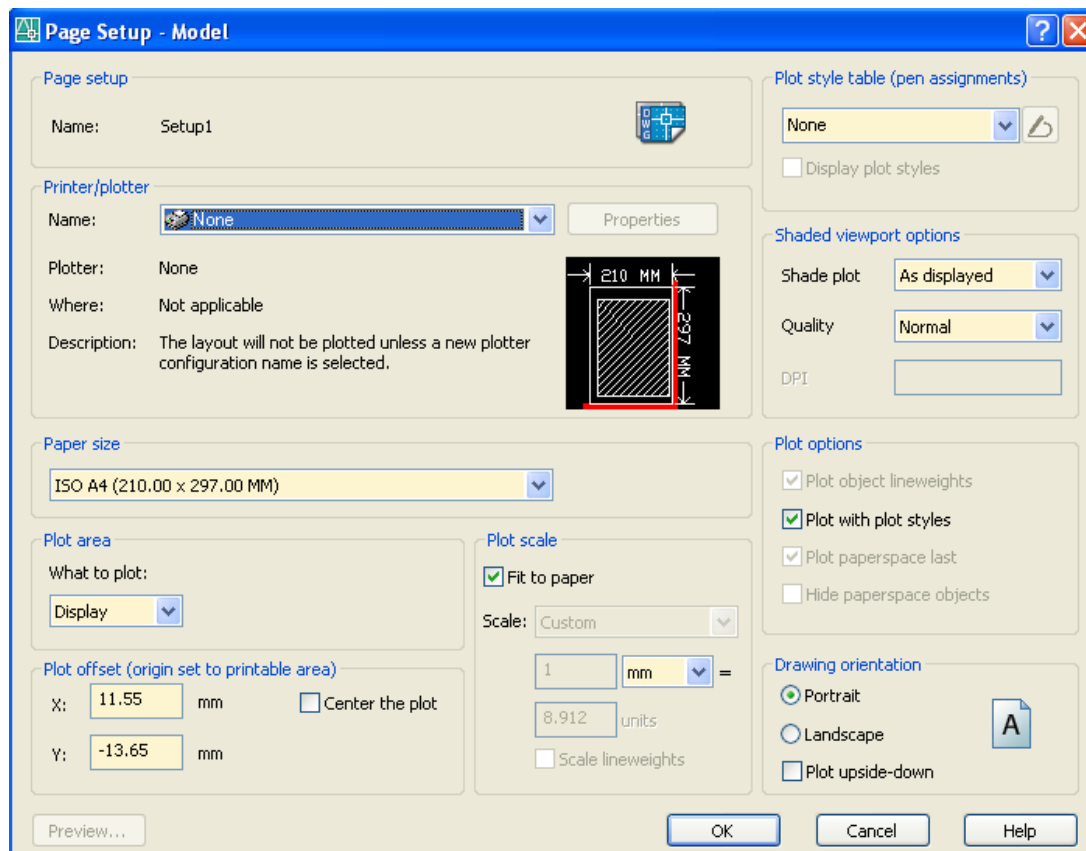 Page Setup - Model
Page setup
Name: Setup1
DWG
Printer/plotter
Name: None
Properties
Plotter: None
Where: Not applicable
Description: The layout will not be plotted unless a new plotter
configuration name is selected.
210 MM
297 MM
Paper size
ISO A4 (210.00 x 297.00 MM)
Plot area
What to plot:
Display
Plot offset (origin set to printable area)
X: 11.55 mm
Center the plot
Y: -13.65 mm
Plot scale
Fit to paper
Scale: Custom
1 mm =
8.912 units
Scale lineweights
Plot style table (pen assignments)
None
Display plot styles
Shaded viewport options
Shade plot As displayed
Quality Normal
DPI
Plot options
Plot object lineweights
Plot with plot styles
Plot paperspace last
Hide paperspace objects
Drawing orientation
Portrait
Landscape
A
Plot upside-down
Preview...
OK
Cancel
Help